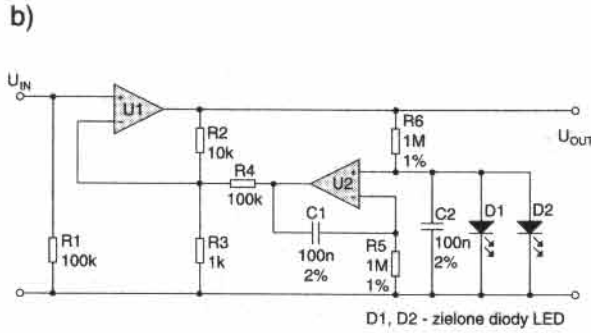 b)
U_IN
+
−
U1
R2
10k
R4
100k
R6
1M
1%
U_OUT
U2
+
−
R1
100k
R3
1k
C1
100n
2%
R5
1M
1%
C2
100n
2%
D1
D2
D1, D2 - zielone diody LED